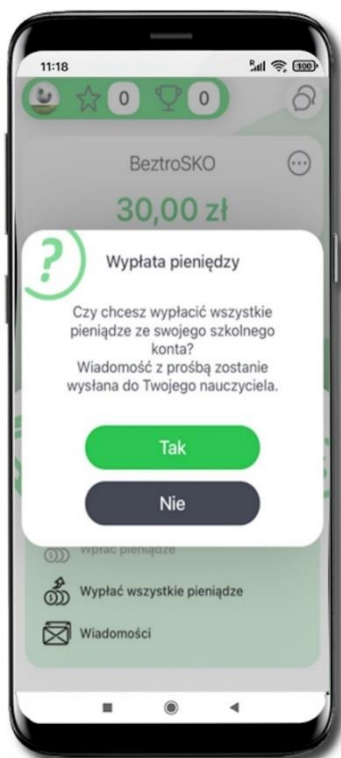 11:18
100
0
0
BeztroSKO
30,00 zł
?
Wypłata pieniędzy
Czy chcesz wypłacić wszystkie
pieniądze ze swojego szkolnego
konta?
Wiadomość z prośbą zostanie
wysłana do Twojego nauczyciela.
Tak
Nie
Wpłać pieniądze
Wypłać wszystkie pieniądze
Wiadomości